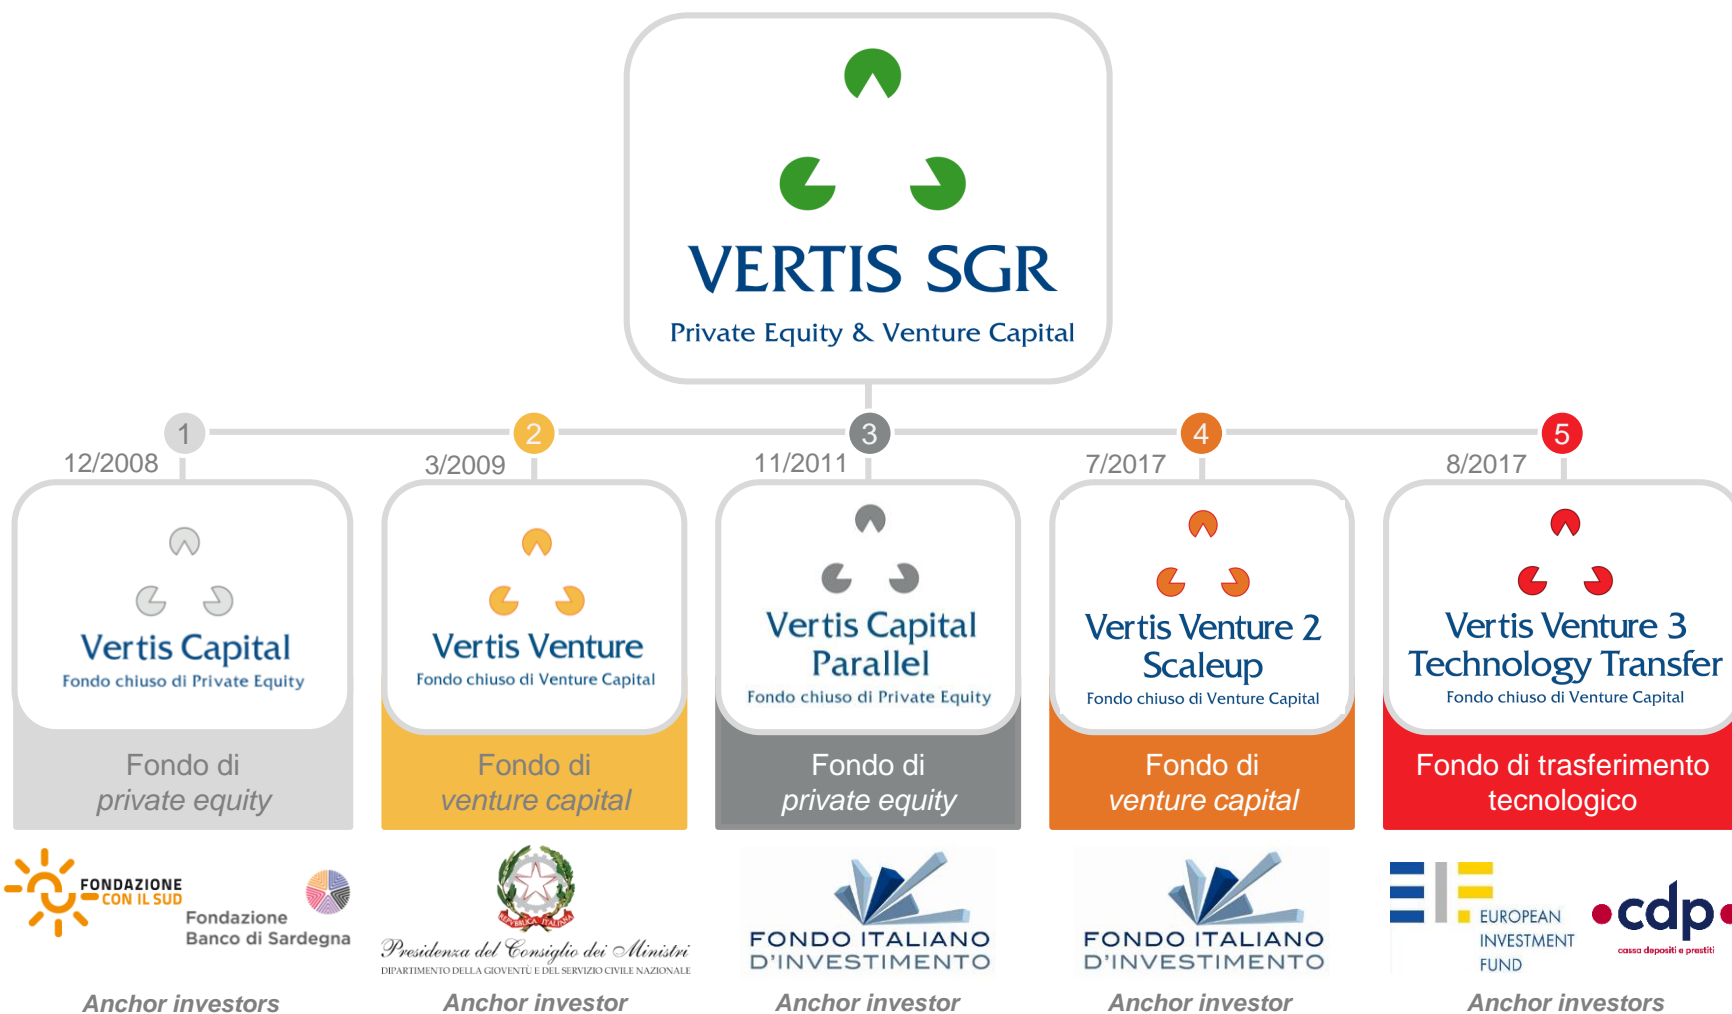 VERTIS SGR
Private Equity & Venture Capital
1
2
3
4
5
12/2008
3/2009
11/2011
7/2017
8/2017
Vertis Capital
Fondo chiuso di Private Equity
Fondo di
private equity
FONDAZIONE
CON IL SUD
Fondazione
Banco di Sardegna
Anchor investors
Vertis Venture
Fondo chiuso di Venture Capital
Fondo di
venture capital
REPVBBLICA ITALIANA
Presidenza del Consiglio dei Ministri
DIPARTIMENTO DELLA GIOVENTÙ E DEL SERVIZIO CIVILE NAZIONALE
Anchor investor
Vertis Capital
Parallel
Fondo chiuso di Private Equity
Fondo di
private equity
FONDO ITALIANO
D'INVESTIMENTO
Anchor investor
Vertis Venture 2
Scaleup
Fondo chiuso di Venture Capital
Fondo di
venture capital
FONDO ITALIANO
D'INVESTIMENTO
Anchor investor
Vertis Venture 3
Technology Transfer
Fondo chiuso di Venture Capital
Fondo di trasferimento
tecnologico
EUROPEAN
INVESTMENT
FUND
cdp
cassa depositi e prestiti
Anchor investors